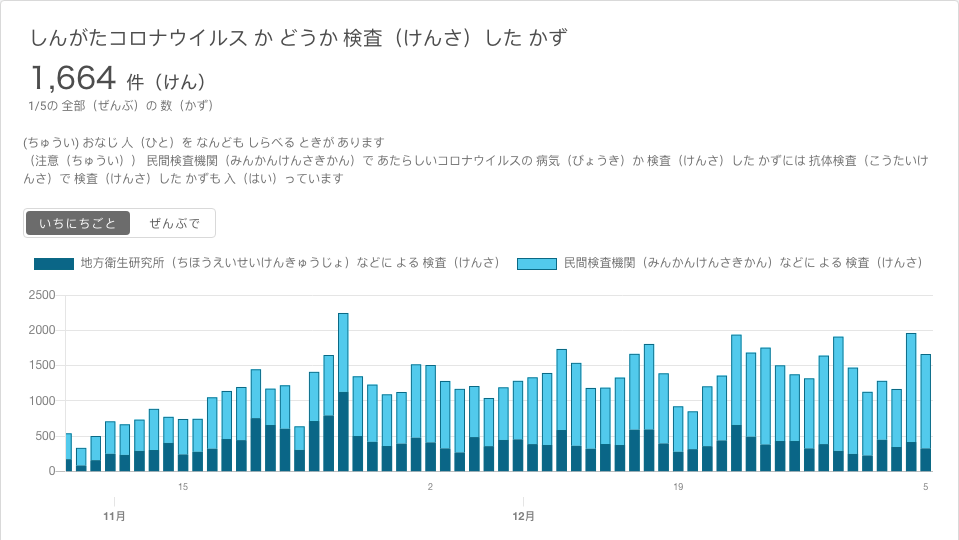 しんがたコロナウイルス か どうか 検査（けんさ）した かず
1,664 件（けん）
1/5の 全部（ぜんぶ）の 数（かず）
(ちゅうい) おなじ 人（ひと）を なんども しらべる ときが あります
（注意（ちゅうい）） 民間検査機関（みんかんけんさきかん）で あたらしいコロナウイルスの 病気（びょうき）か 検査（けんさ）した かずには 抗体検査（こうたいけ
んさ）で 検査（けんさ）した かずも 入（はい）っています
いちにちごと ぜんぶで
地方衛生研究所（ちほうえいせいけんきゅうじょ）などに よる 検査（けんさ） 民間検査機関（みんかんけんさきかん）などに よる 検査（けんさ）
2500
2000
1500
1000
500
0
15 2 19 5
11月 12月